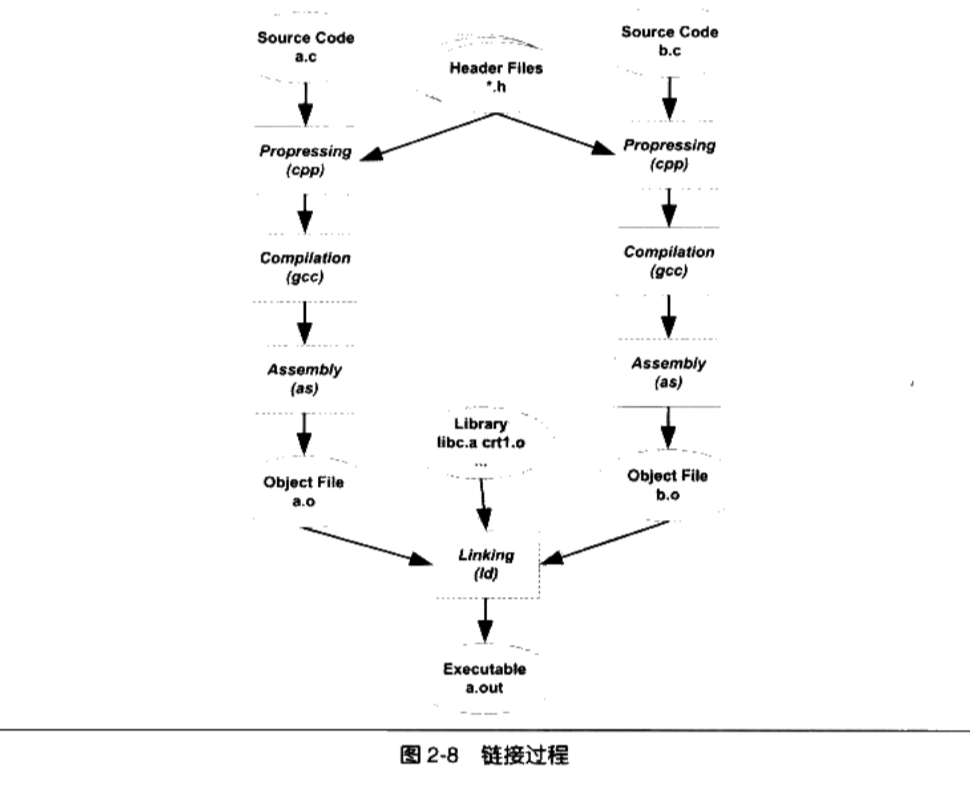 Source Code
a.c
Header Files
*.h
Source Code
b.c
Propressing
(cpp)
Propressing
(cpp)
Compilation
(gcc)
Compilation
(gcc)
Assembly
(as)
Assembly
(as)
Library
libc.a crt1.o
...
Object File
a.o
Object File
b.o
Linking
(ld)
Executable
a.out
图 2-8 链接过程